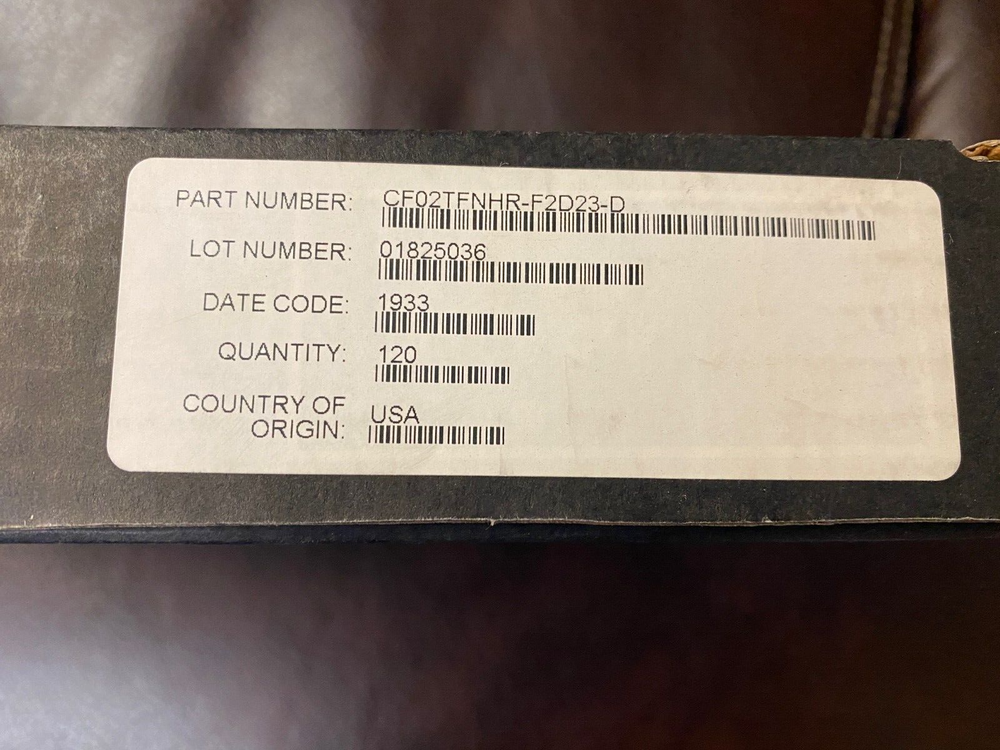 PART NUMBER: CF02TFNHR-F2D23-D
LOT NUMBER: 01825036
DATE CODE: 1933
QUANTITY: 120
COUNTRY OF
ORIGIN: USA